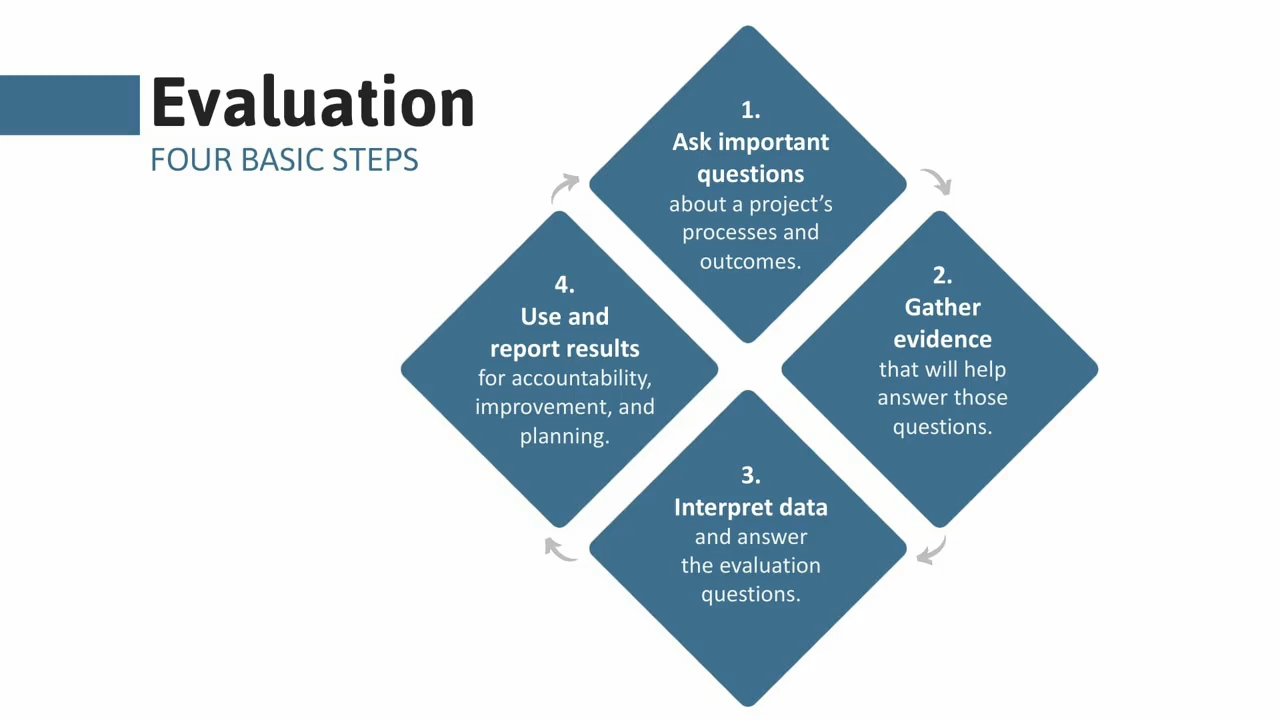 Evaluation
FOUR BASIC STEPS
1.
Ask important
questions
about a project’s
processes and
outcomes.
2.
Gather
evidence
that will help
answer those
questions.
3.
Interpret data
and answer
the evaluation
questions.
4.
Use and
report results
for accountability,
improvement, and
planning.